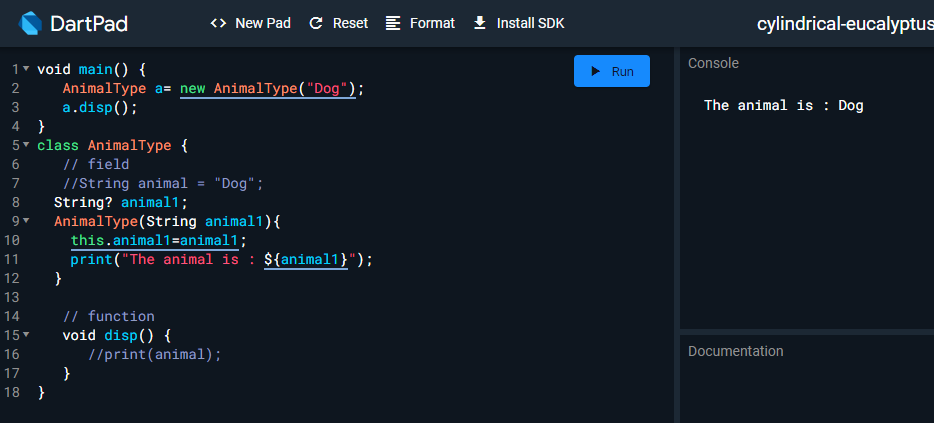 DartPad
<> New Pad
Reset
Format
Install SDK
cylindrical-eucalyptus
Run
1 void main() {
2 AnimalType a= new AnimalType("Dog");
3 a.disp();
4 }
5 class AnimalType {
6 // field
7 //String animal = "Dog";
8 String? animal1;
9 AnimalType(String animal1){
10 this.animal1=animal1;
11 print("The animal is : ${animal1}");
12 }
13
14 // function
15 void disp() {
16 //print(animal);
17 }
18 }
Console
The animal is : Dog
Documentation